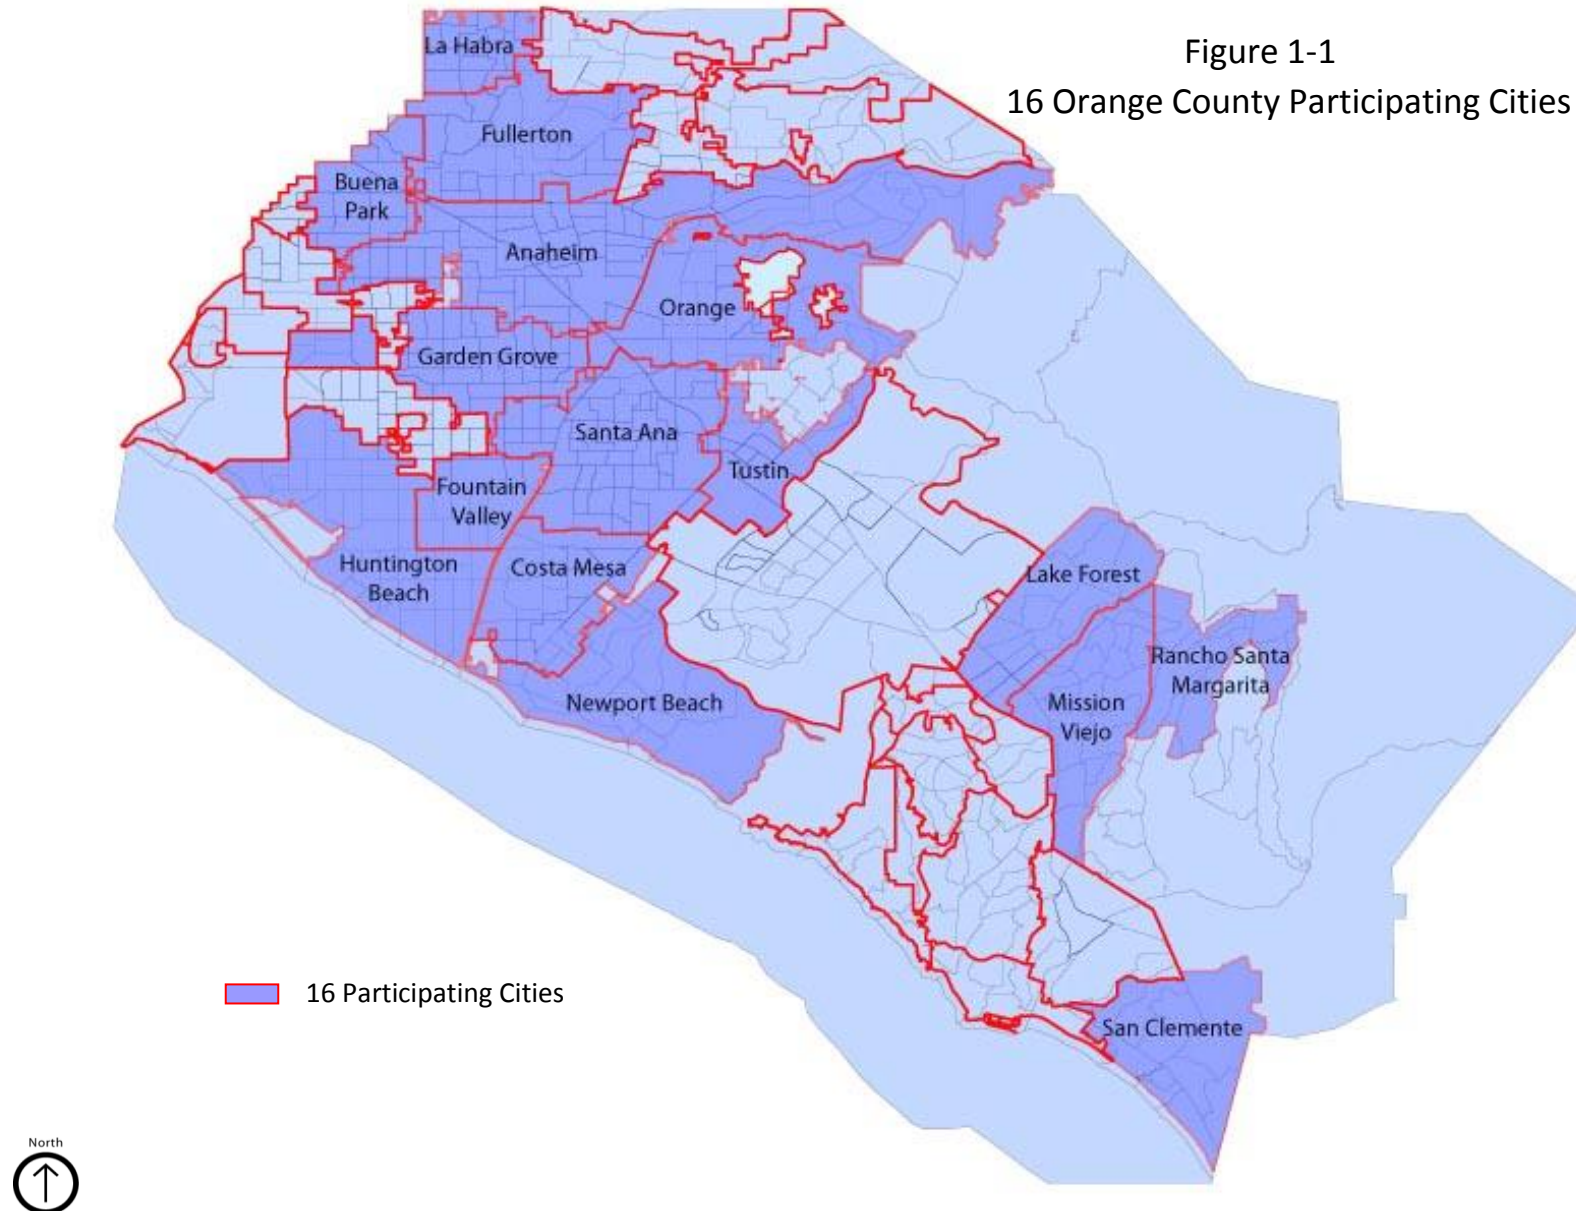 Figure 1-1
16 Orange County Participating Cities
La Habra
Fullerton
Buena
Park
Anaheim
Orange
Garden Grove
Santa Ana
Tustin
Fountain
Valley
Huntington
Beach
Costa Mesa
Lake Forest
Newport Beach
Rancho Santa
Margarita
Mission
Viejo
16 Participating Cities
San Clemente
North